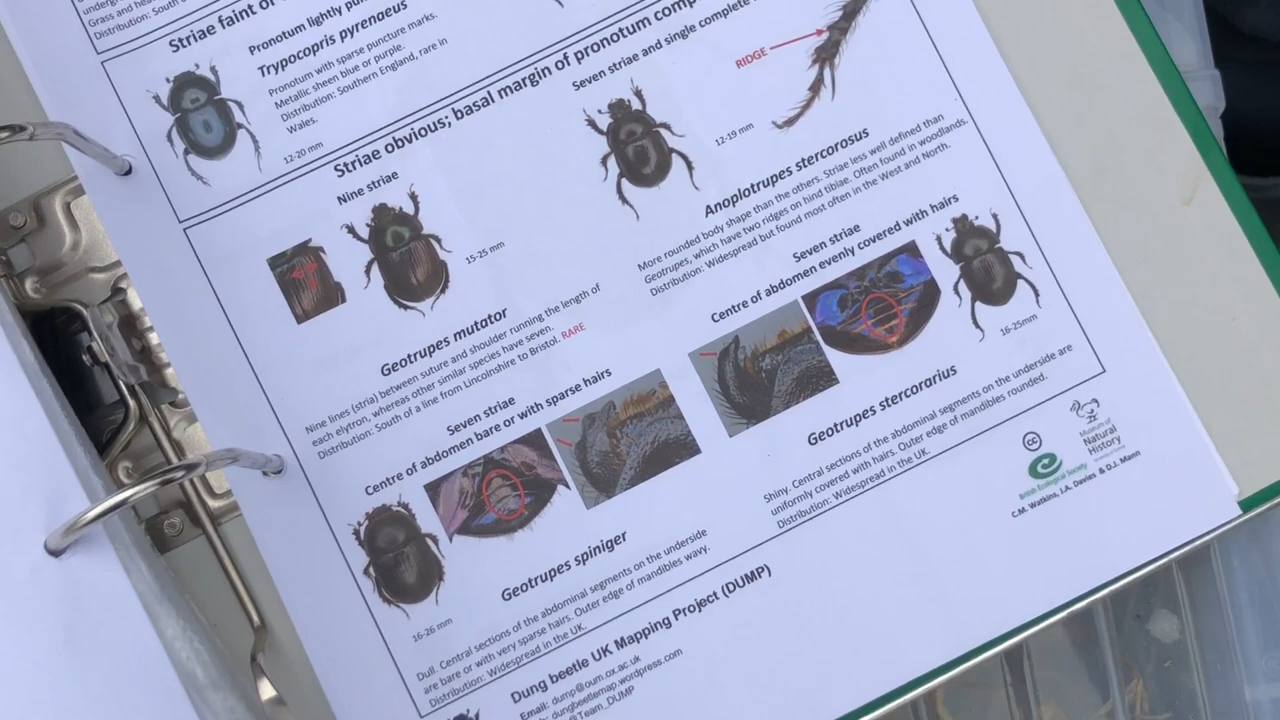 undergr
Grass and hea
Distribution: South
Striae faint or
Pronotum lightly pu
Trypocopris pyrenaeus
Pronotum with sparse puncture marks.
Metallic sheen blue or purple.
Distribution: Southern England, rare in
Wales.
12-20 mm
Striae obvious; basal margin of pronotum comp
Seven striae and single complete
RIDGE
12-19 mm
Anoplotrupes stercorosus
More rounded body shape than the others. Striae less well defined than
Geotrupes, which have two ridges on hind tibiae. Often found in woodlands.
Distribution: Widespread but found most often in the West and North.
Nine striae
15-25 mm
Geotrupes mutator
Nine lines (stria) between suture and shoulder running the length of
each elytron, whereas other similar species have seven.
Distribution: South of a line from Lincolnshire to Bristol. RARE
Seven striae
Centre of abdomen evenly covered with hairs
16-25mm
Geotrupes stercorarius
Shiny. Central sections of the abdominal segments on the underside are
uniformly covered with hairs. Outer edge of mandibles rounded.
Distribution: Widespread in the UK.
Seven striae
Centre of abdomen bare or with sparse hairs
16-26 mm
Geotrupes spiniger
Dull. Central sections of the abdominal segments on the underside
are bare or with very sparse hairs. Outer edge of mandibles wavy.
Distribution: Widespread in the UK.
cc
British Ecological Society
Museum of
Natural
History
C.M. Watkins, J.A. Davies & D.J. Mann
Dung beetle UK Mapping Project (DUMP)
Email: dump@oum.ox.ac.uk
dungbeetlemap.wordpress.com
@Team_DUMP